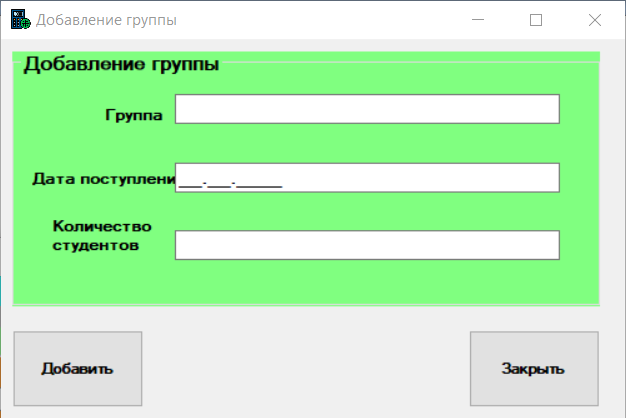 Добавление группы
Добавление группы
Группа
Дата поступлени
__.__.____
Количество
студентов
Добавить
Закрыть